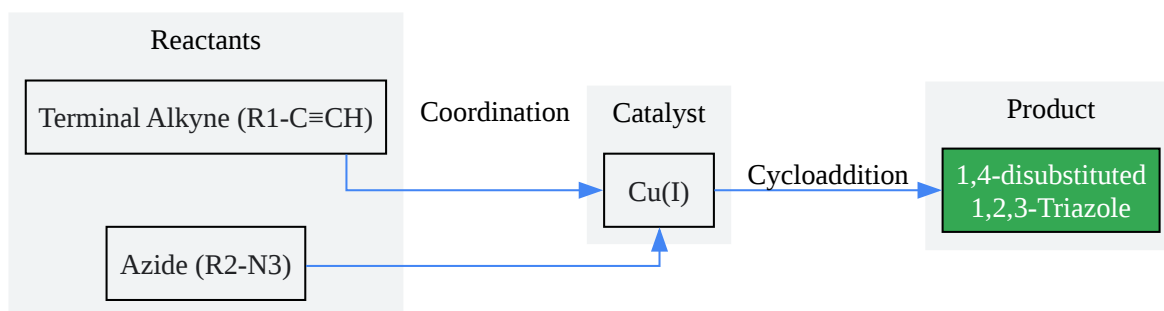 Reactants
Terminal Alkyne (R1-C≡CH)
Azide (R2-N3)
Coordination
Catalyst
Cu(I)
Cycloaddition
Product
1,4-disubstituted
1,2,3-Triazole